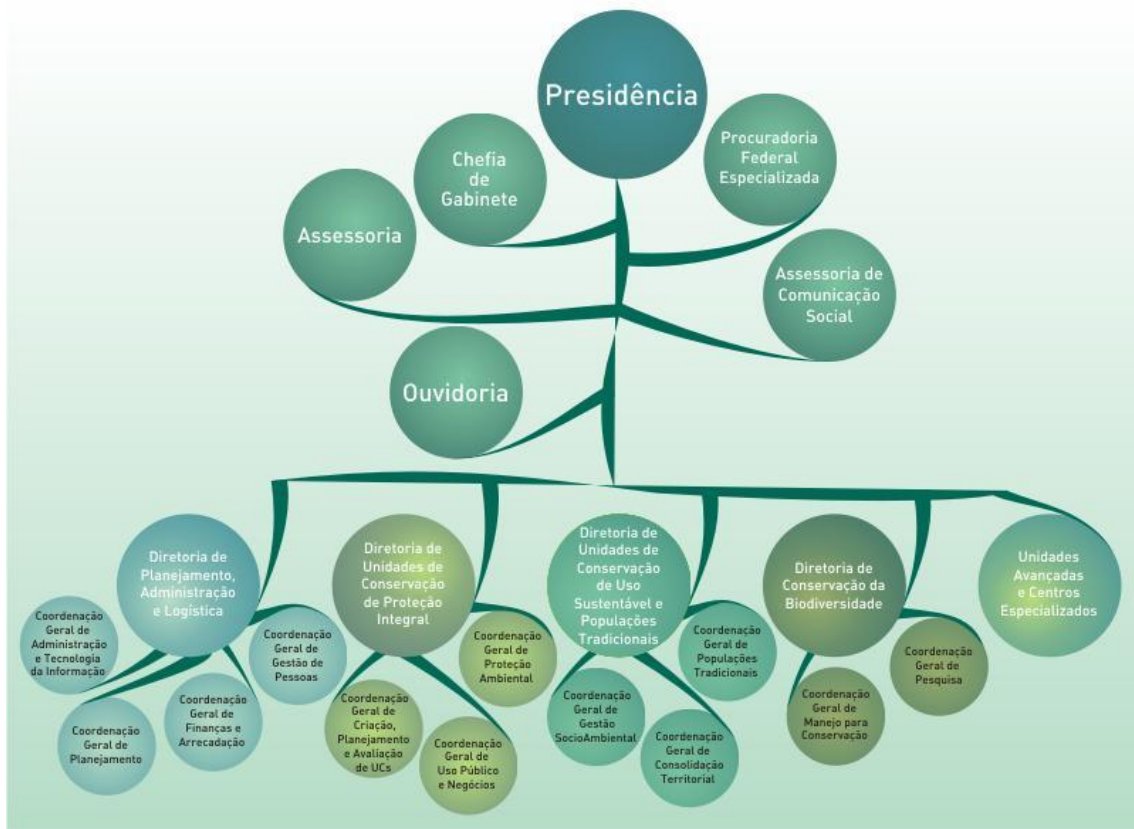 Presidência
Chefia
de
Gabinete
Procuradoria
Federal
Especializada
Assessoria
Assessoria de
Comunicação
Social
Ouvidoria
Diretoria de
Planejamento,
Administração
e Logística
Diretoria de
Unidades de
Conservação
de Proteção
Integral
Diretoria de
Unidades de
Conservação
de Uso
Sustentável e
Populações
Tradicionais
Diretoria de
Conservação da
Biodiversidade
Unidades
Avançadas
e Centros
Especializados
Coordenação
Geral de
Administração
e Tecnologia
da Informação
Coordenação
Geral de
Planejamento
Coordenação
Geral de
Finanças e
Arrecadação
Coordenação
Geral de
Gestão de
Pessoas
Coordenação
Geral de
Criação,
Planejamento
e Avaliação
de UCs
Coordenação
Geral de
Uso Público
e Negócios
Coordenação
Geral de
Proteção
Ambiental
Coordenação
Geral de
Gestão
SocioAmbiental
Coordenação
Geral de
Consolidação
Territorial
Coordenação
Geral de
Populações
Tradicionais
Coordenação
Geral de
Manejo para
Conservação
Coordenação
Geral de
Pesquisa